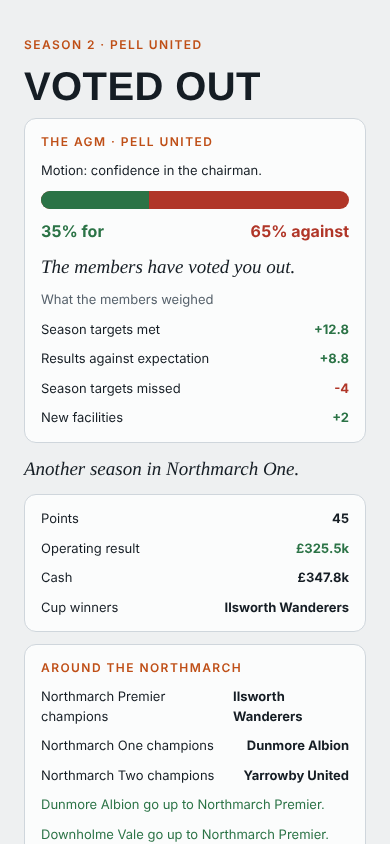 SEASON 2 · PELL UNITED
VOTED OUT
THE AGM · PELL UNITED
Motion: confidence in the chairman.
35% for 65% against
The members have voted you out.
What the members weighed
Season targets met +12.8
Results against expectation +8.8
Season targets missed -4
New facilities +2
Another season in Northmarch One.
Points 45
Operating result £325.5k
Cash £347.8k
Cup winners Ilsworth Wanderers
AROUND THE NORTHMARCH
Northmarch Premier champions Ilsworth Wanderers
Northmarch One champions Dunmore Albion
Northmarch Two champions Yarrowby United
Dunmore Albion go up to Northmarch Premier.
Downholme Vale go up to Northmarch Premier.